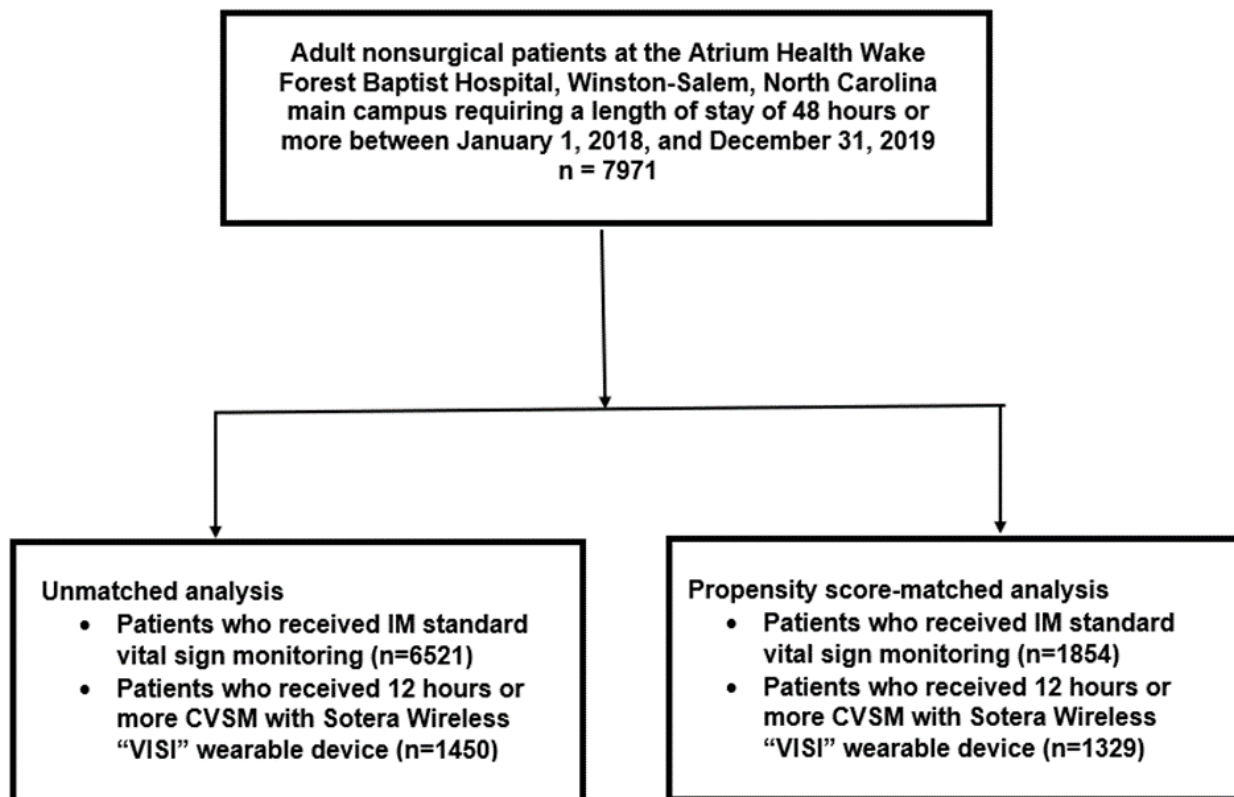 Adult nonsurgical patients at the Atrium Health Wake
Forest Baptist Hospital, Winston-Salem, North Carolina
main campus requiring a length of stay of 48 hours or
more between January 1, 2018, and December 31, 2019
n = 7971
Unmatched analysis
• Patients who received IM standard
vital sign monitoring (n=6521)
• Patients who received 12 hours or
more CVSM with Sotera Wireless
“VISI” wearable device (n=1450)
Propensity score-matched analysis
• Patients who received IM standard
vital sign monitoring (n=1854)
• Patients who received 12 hours or
more CVSM with Sotera Wireless
“VISI” wearable device (n=1329)